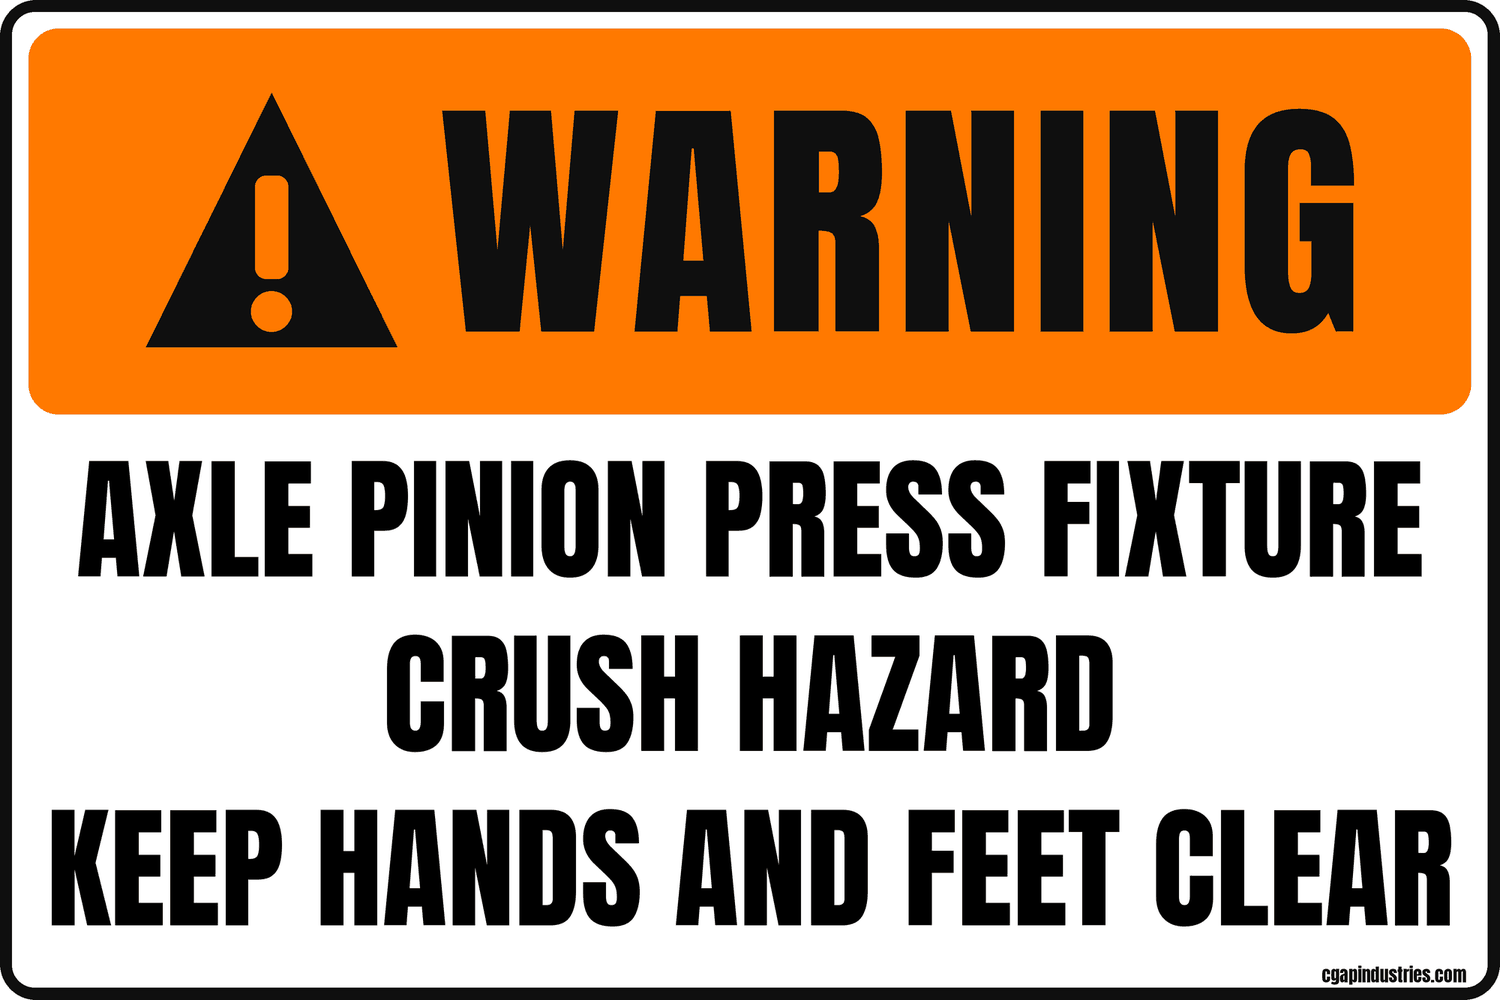 WARNING
AXLE PINION PRESS FIXTURE
CRUSH HAZARD
KEEP HANDS AND FEET CLEAR
cgapindustries.com